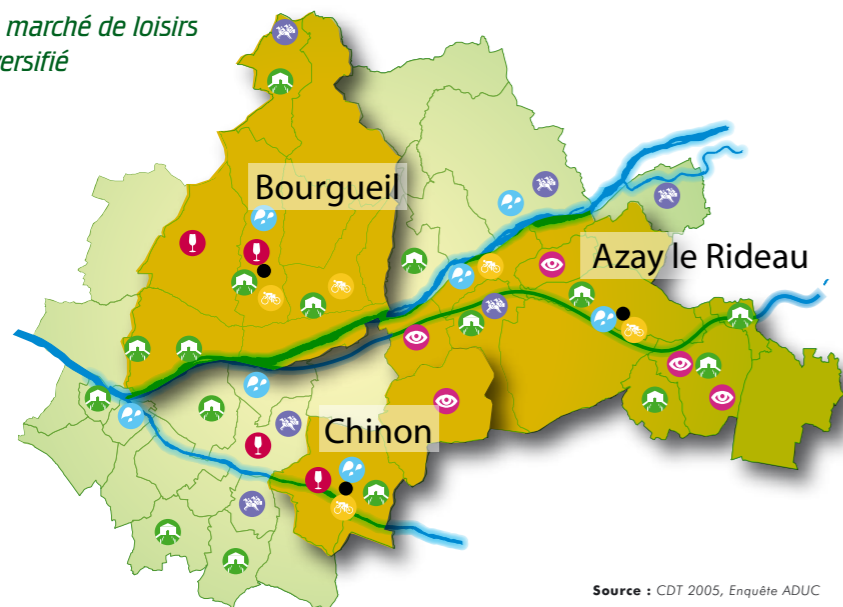 marché de loisirs
ersifié
Bourgueil
Azay le Rideau
Chinon
Source : CDT 2005, Enquête ADUC